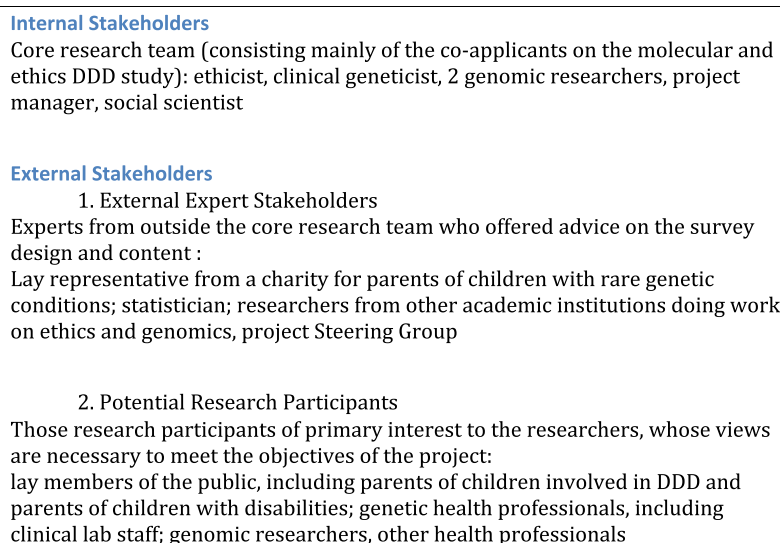 Internal Stakeholders
Core research team (consisting mainly of the co-applicants on the molecular and
ethics DDD study): ethicist, clinical geneticist, 2 genomic researchers, project
manager, social scientist
External Stakeholders
1. External Expert Stakeholders
Experts from outside the core research team who offered advice on the survey
design and content :
Lay representative from a charity for parents of children with rare genetic
conditions; statistician; researchers from other academic institutions doing work
on ethics and genomics, project Steering Group
2. Potential Research Participants
Those research participants of primary interest to the researchers, whose views
are necessary to meet the objectives of the project:
lay members of the public, including parents of children involved in DDD and
parents of children with disabilities; genetic health professionals, including
clinical lab staff; genomic researchers, other health professionals